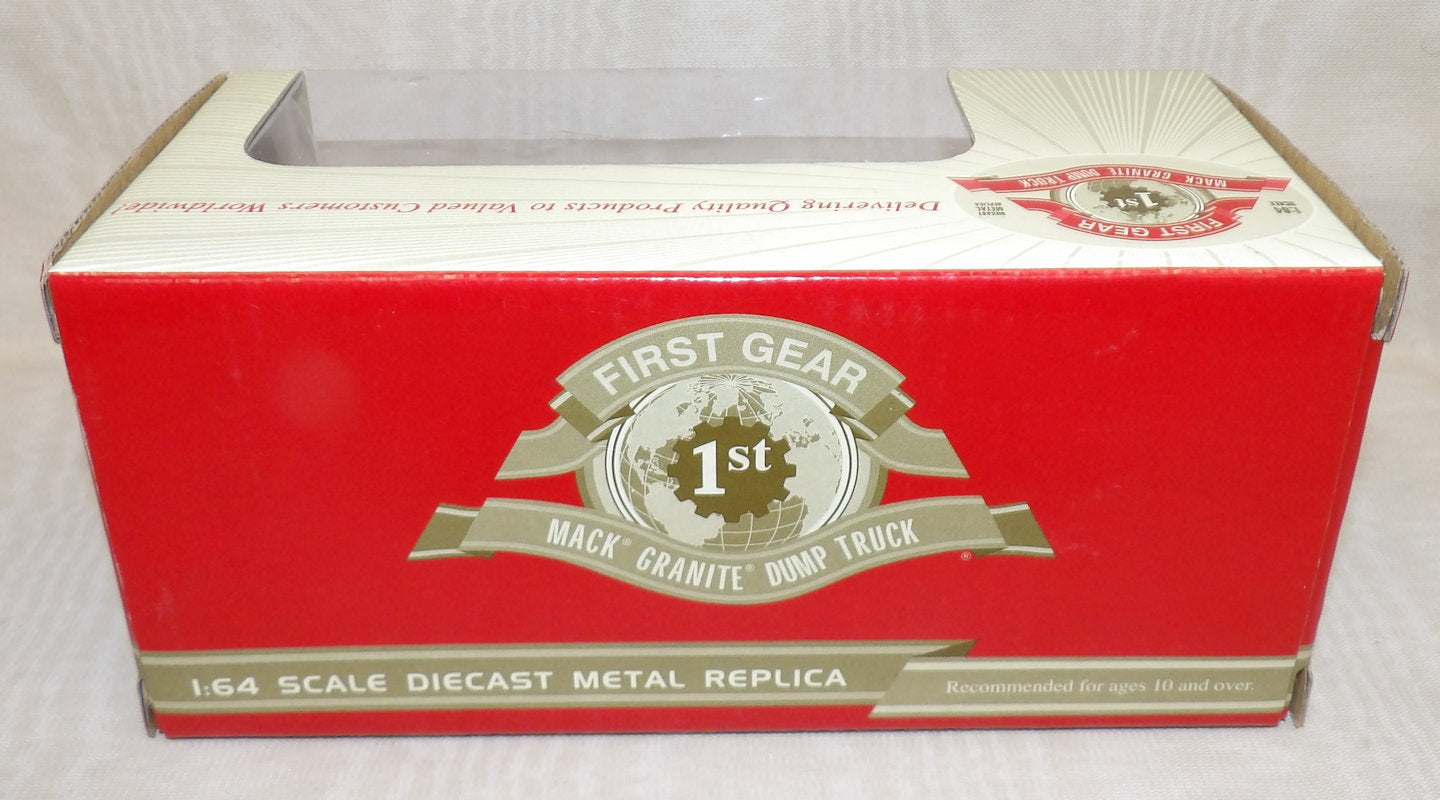 Delivering Quality Products to Valued Customers Worldwide!
FIRST GEAR
1st
MACK GRANITE DUMP TRUCK
1:64
SCALE
DIECAST
METAL
REPLICA
FIRST GEAR
1st
MACK® GRANITE® DUMP TRUCK
®
1:64 SCALE DIECAST METAL REPLICA
Recommended for ages 10 and over.